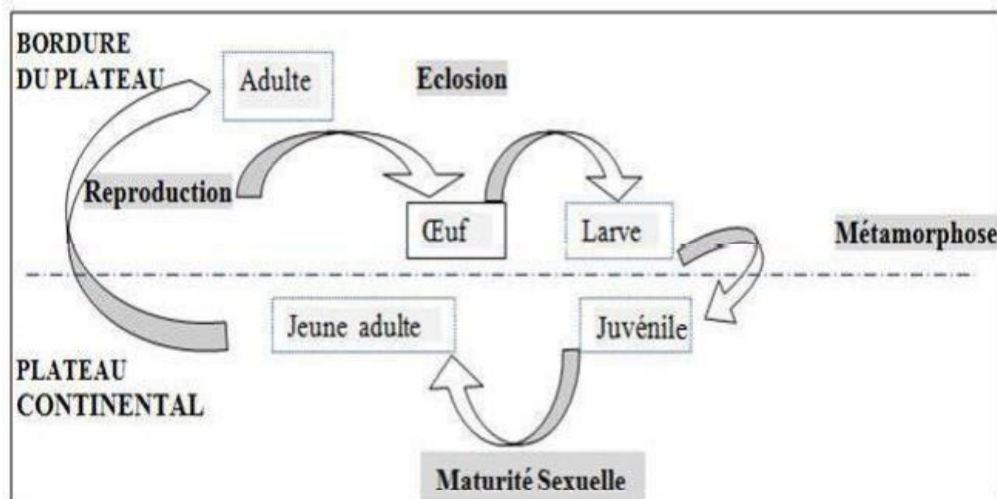 BORDURE
DU PLATEAU
Adulte
Eclosion
Reproduction
Œuf
Larve
Métamorphose
Jeune adulte
Juvénile
PLATEAU
CONTINENTAL
Maturité Sexuelle